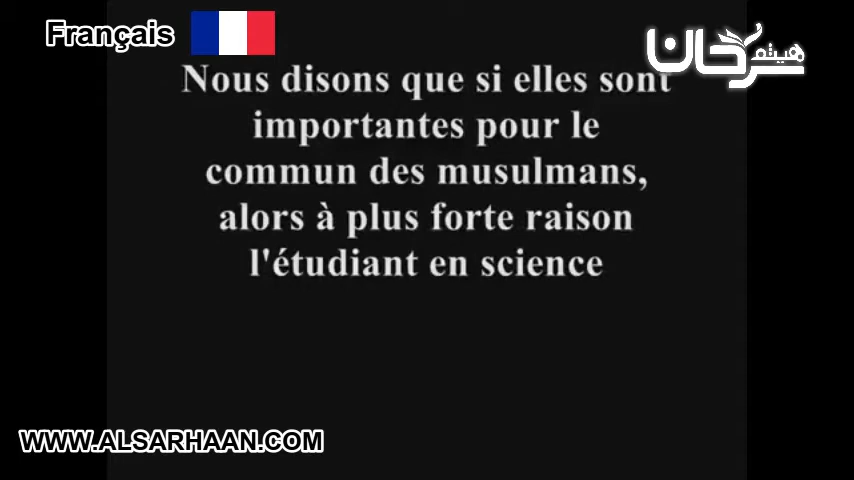 Français
هيثم
سرحان
Nous disons que si elles sont
importantes pour le
commun des musulmans,
alors à plus forte raison
l'étudiant en science
WWW.ALSARHAAN.COM